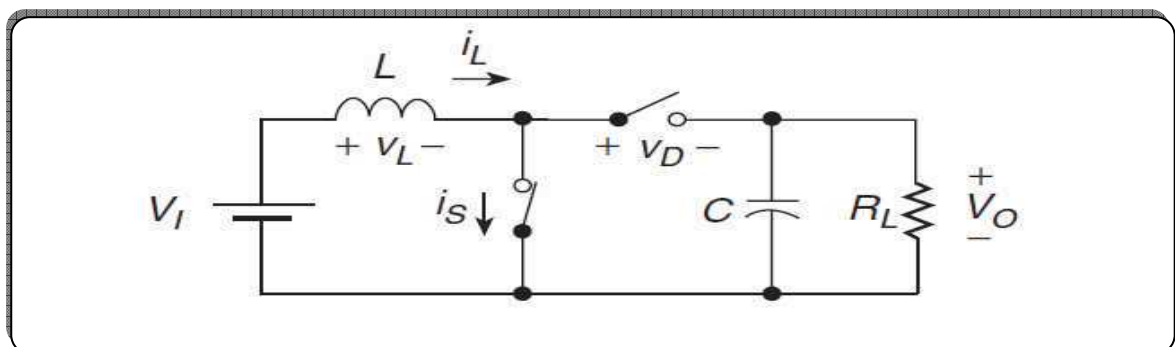 i_L
L
+ v_L −
+ v_D −
V_I
i_S
C
R_L
+
V_O
−